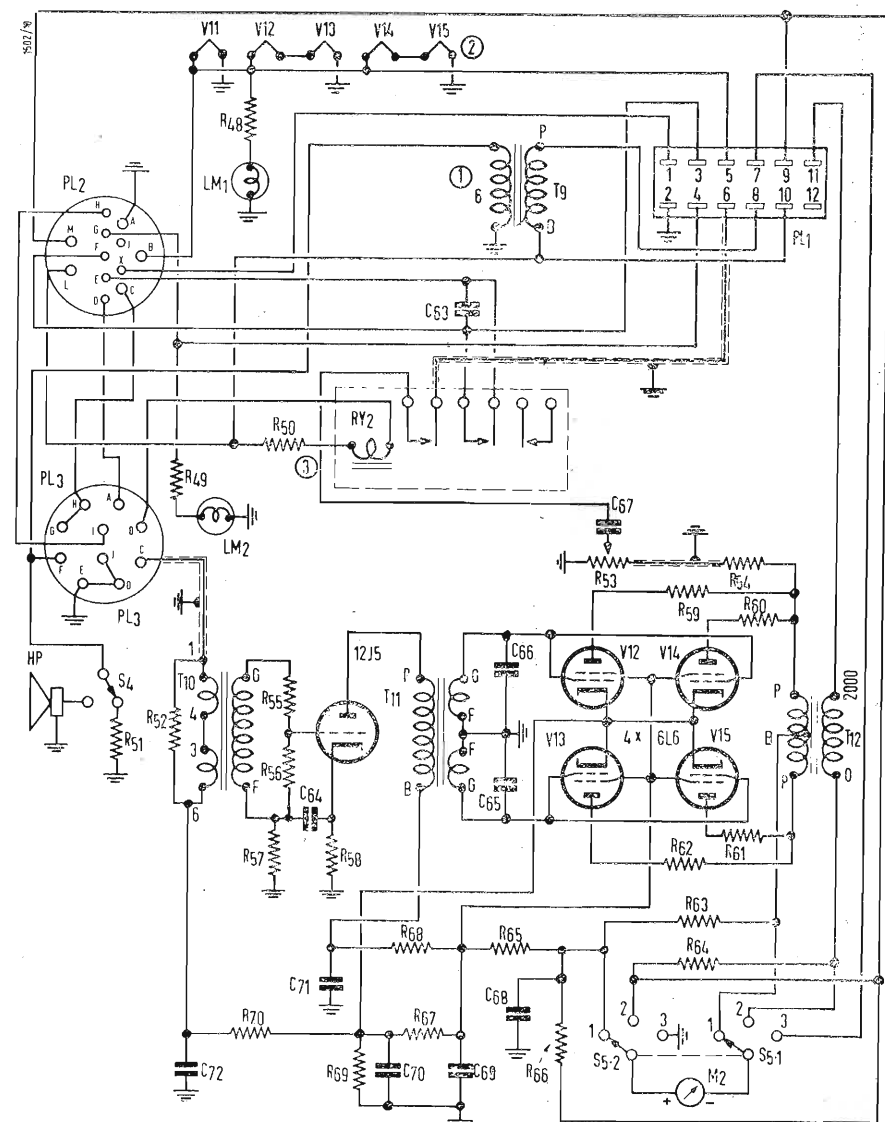 1502/18
V11 V12 V13 V14 V15 2
R48
LM1
1
6
P
T9
O
1 3 5 7 9 11
2 4 6 8 10 12
PL1
PL2
H
A
G
J
M
F
B
X
E
L
C
D
C63
RY2
R50
3
R49
LM2
PL3
H
A
G
I
F
J
C
E
D
PL3
C67
R53
R54
R59
R60
HP
S4
R51
1
T10
4
3
6
R52
G
F
R55
R56
R57
C64
R58
12J5
P
T11
B
G
F
F
G
C66
C65
V12
V14
V13
4 x 6L6
V15
R61
R62
P
B
P
2000
T12
O
R63
R64
R68
R65
C71
C68
R66
R70
R67
R69
C70
C69
C72
1
2
3
S5.2
1
2
3
S5.1
M2
+ -